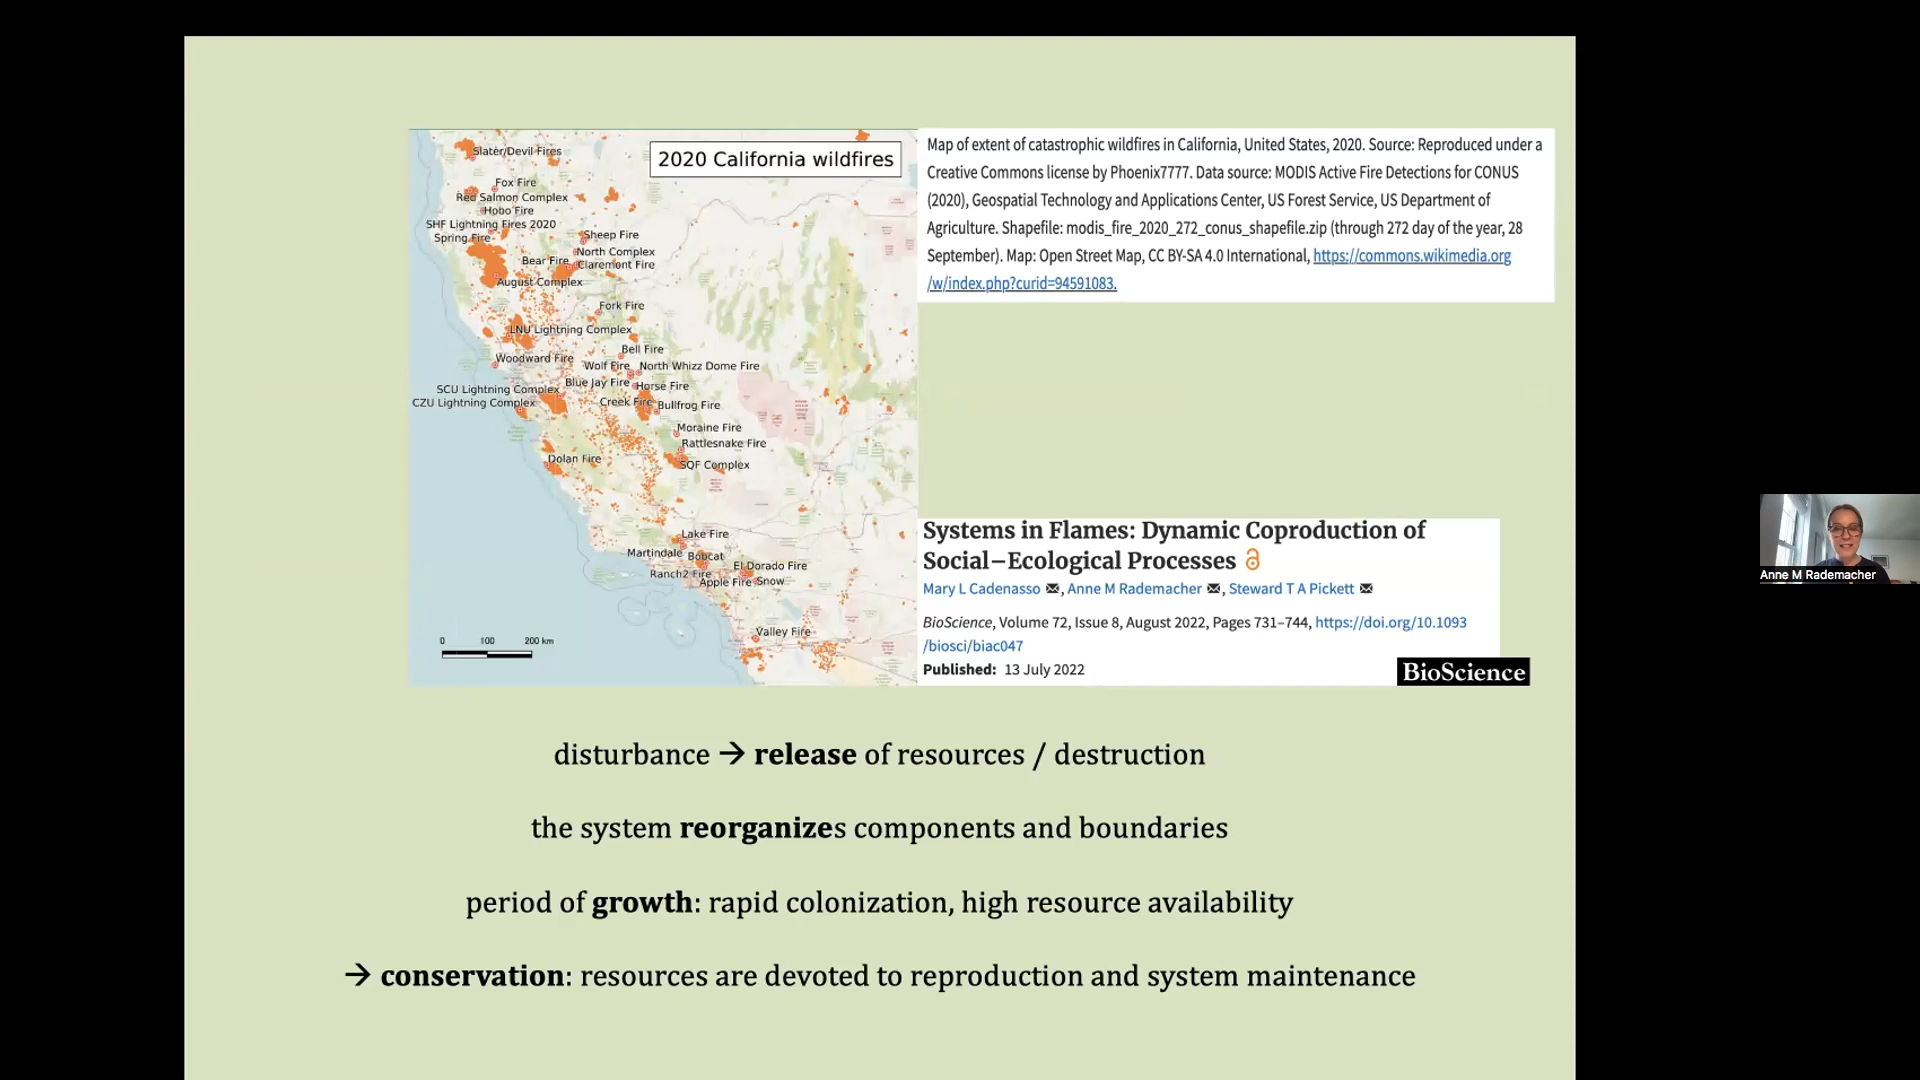 2020 California wildfires
Slater/Devil Fires
Fox Fire
Red Salmon Complex
Hobo Fire
SHF Lightning Fires 2020
Spring Fire
Sheep Fire
North Complex
Bear Fire
Claremont Fire
August Complex
Fork Fire
LNU Lightning Complex
Bell Fire
Woodward Fire
Wolf Fire
North Whizz Dome Fire
Blue Jay Fire
Horse Fire
SCU Lightning Complex
Creek Fire
Bullfrog Fire
CZU Lightning Complex
Moraine Fire
Rattlesnake Fire
Dolan Fire
SQF Complex
Lake Fire
Martindale
Bobcat
El Dorado Fire
Ranch2 Fire
Apple Fire
Snow
Valley Fire
0 100 200 km
Map of extent of catastrophic wildfires in California, United States, 2020. Source: Reproduced under a
Creative Commons license by Phoenix7777. Data source: MODIS Active Fire Detections for CONUS
(2020), Geospatial Technology and Applications Center, US Forest Service, US Department of
Agriculture. Shapefile: modis_fire_2020_272_conus_shapefile.zip (through 272 day of the year, 28
September). Map: Open Street Map, CC BY-SA 4.0 International, https://commons.wikimedia.org
/w/index.php?curid=94591083.
Systems in Flames: Dynamic Coproduction of
Social–Ecological Processes
Mary L Cadenasso, Anne M Rademacher, Steward T A Pickett
BioScience, Volume 72, Issue 8, August 2022, Pages 731–744, https://doi.org/10.1093
/biosci/biac047
Published: 13 July 2022
BioScience
disturbance → release of resources / destruction
the system reorganizes components and boundaries
period of growth: rapid colonization, high resource availability
→ conservation: resources are devoted to reproduction and system maintenance
Anne M Rademacher